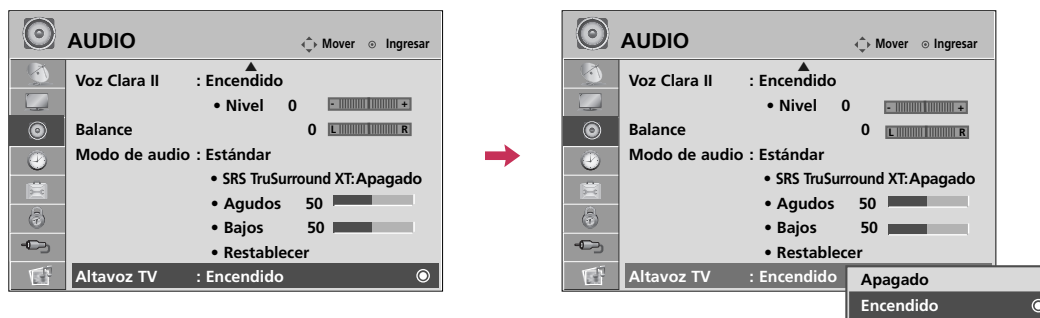 AUDIO
Mover Ingresar
Voz Clara II : Encendido
• Nivel 0 - +
Balance 0 L R
Modo de audio : Estándar
• SRS TruSurround XT: Apagado
• Agudos 50
• Bajos 50
• Restablecer
Altavoz TV : Encendido
AUDIO
Mover Ingresar
Voz Clara II : Encendido
• Nivel 0 - +
Balance 0 L R
Modo de audio : Estándar
• SRS TruSurround XT: Apagado
• Agudos 50
• Bajos 50
• Restablecer
Altavoz TV : Encendido
Apagado
Encendido